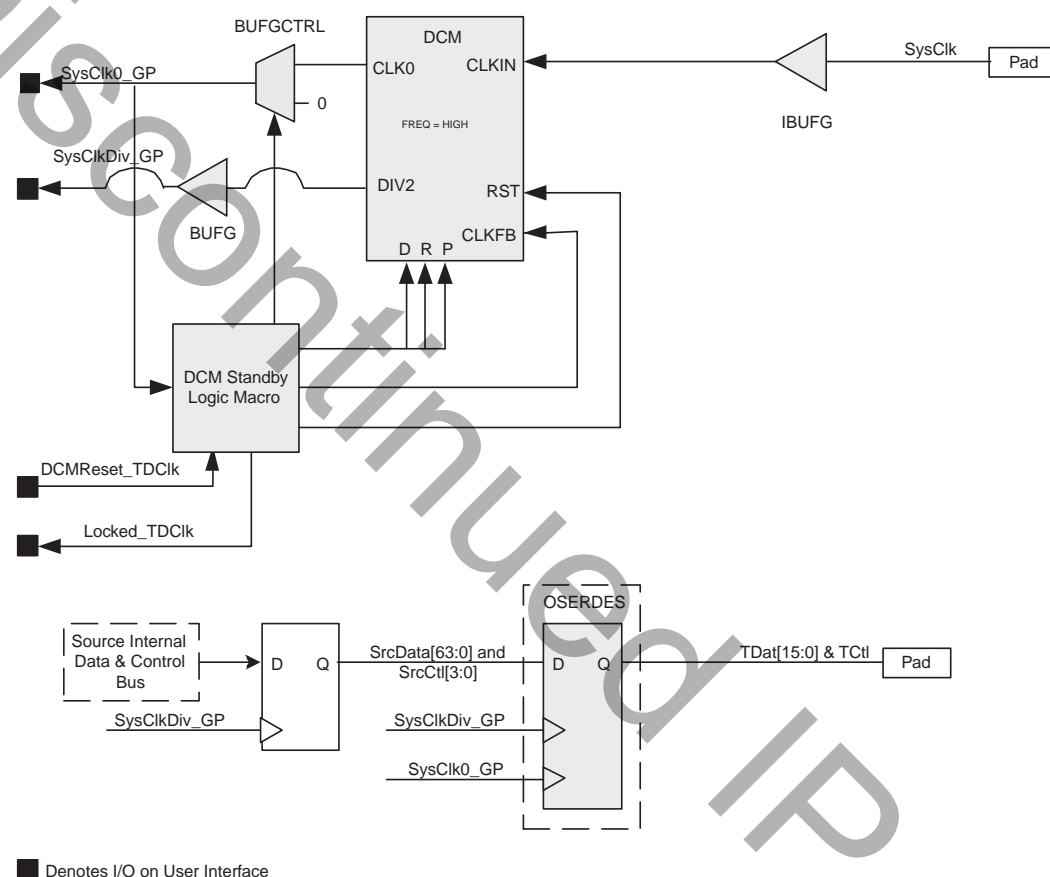 BUFGCTRL
DCM
SysClk0_GP
CLK0
CLKIN
SysClk
Pad
0
FREQ = HIGH
IBUFG
SysClkDiv_GP
DIV2
RST
BUFG
CLKFB
D R P
DCM Standby
Logic Macro
DCMReset_TDClk
Locked_TDClk
OSERDES
Source Internal
Data & Control
Bus
D Q
SrcData[63:0] and
SrcCtl[3:0]
D Q
TDat[15:0] & TCtl
Pad
SysClkDiv_GP
SysClkDiv_GP
SysClk0_GP
Denotes I/O on User Interface
Discontinued IP